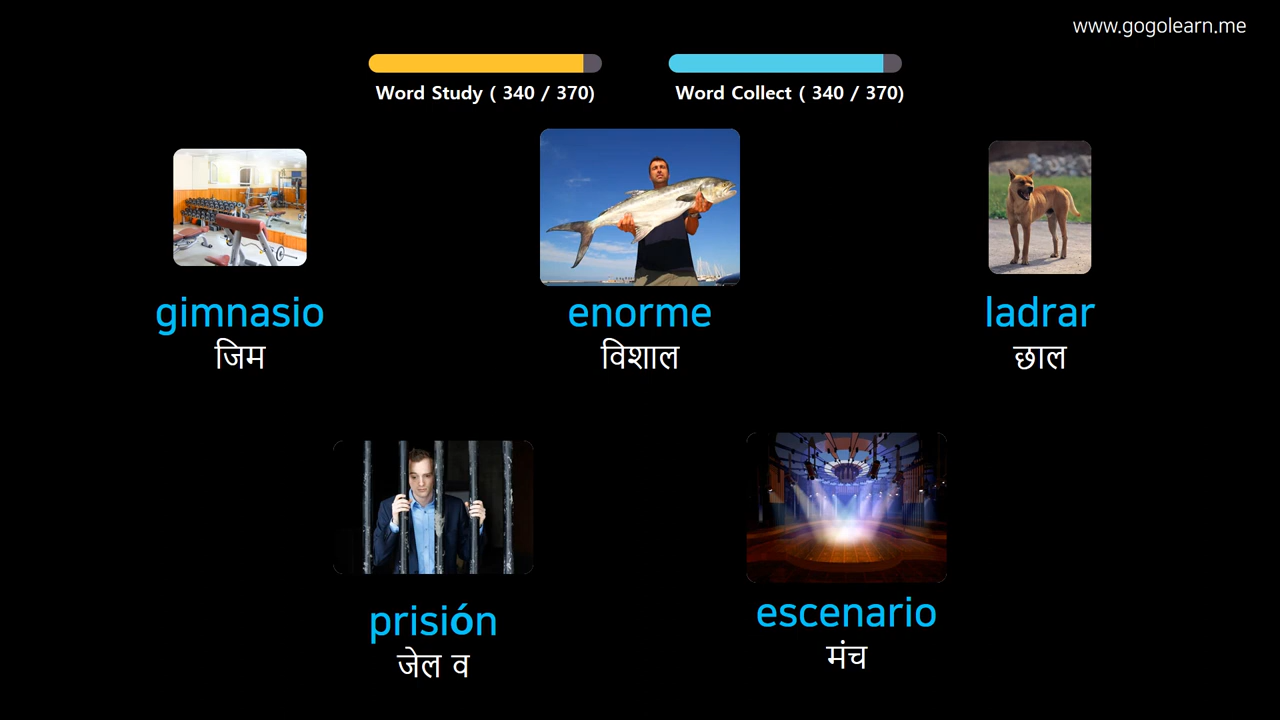 www.gogolearn.me
Word Study ( 340 / 370)
Word Collect ( 340 / 370)
gimnasio
जिम
enorme
विशाल
ladrar
छाल
prisión
जेल व
escenario
मंच